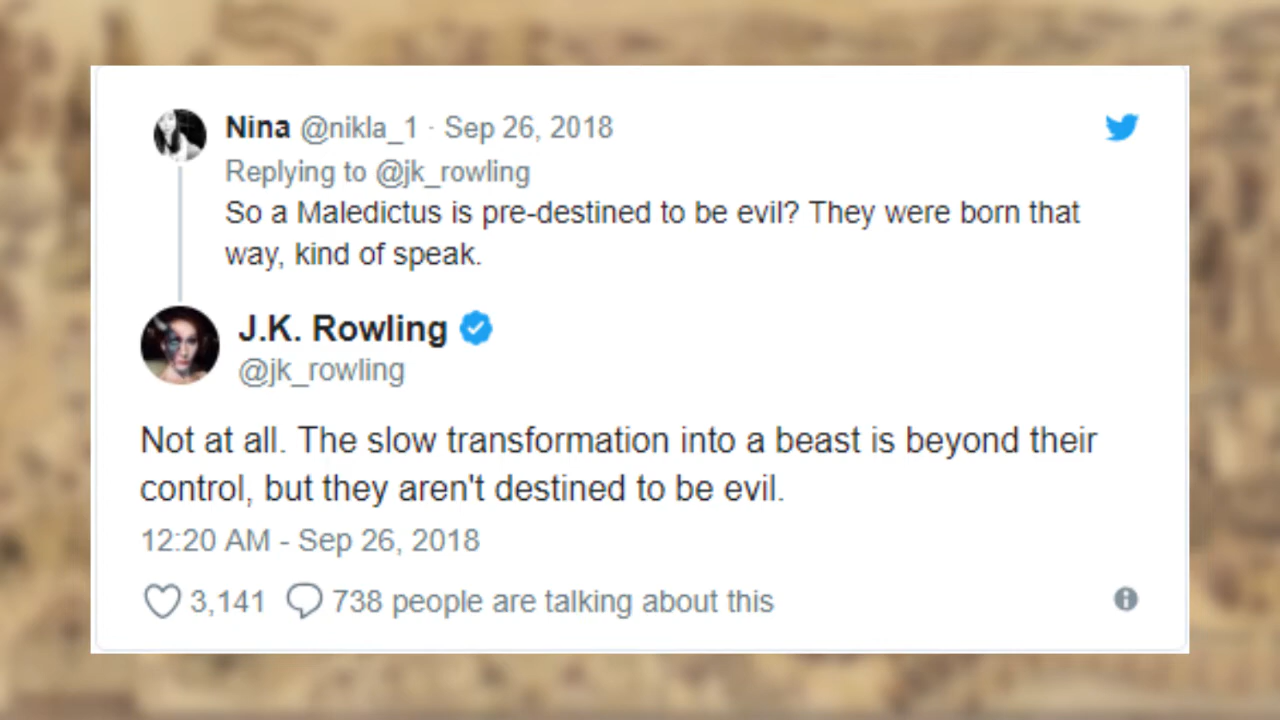 Nina @nikla_1 · Sep 26, 2018
Replying to @jk_rowling
So a Maledictus is pre-destined to be evil? They were born that
way, kind of speak.
J.K. Rowling
@jk_rowling
Not at all. The slow transformation into a beast is beyond their
control, but they aren't destined to be evil.
12:20 AM - Sep 26, 2018
3,141 738 people are talking about this